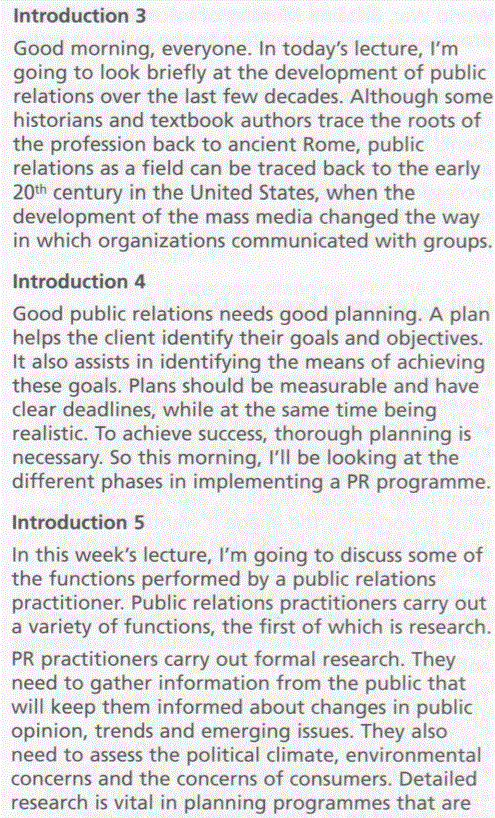 Introduction 3
Good morning, everyone. In today's lecture, I'm
going to look briefly at the development of public
relations over the last few decades. Although some
historians and textbook authors trace the roots of
the profession back to ancient Rome, public
relations as a field can be traced back to the early
20th century in the United States, when the
development of the mass media changed the way
in which organizations communicated with groups.
Introduction 4
Good public relations needs good planning. A plan
helps the client identify their goals and objectives.
It also assists in identifying the means of achieving
these goals. Plans should be measurable and have
clear deadlines, while at the same time being
realistic. To achieve success, thorough planning is
necessary. So this morning, I'll be looking at the
different phases in implementing a PR programme.
Introduction 5
In this week's lecture, I'm going to discuss some of
the functions performed by a public relations
practitioner. Public relations practitioners carry out
a variety of functions, the first of which is research.
PR practitioners carry out formal research. They
need to gather information from the public that
will keep them informed about changes in public
opinion, trends and emerging issues. They also
need to assess the political climate, environmental
concerns and the concerns of consumers. Detailed
research is vital in planning programmes that are